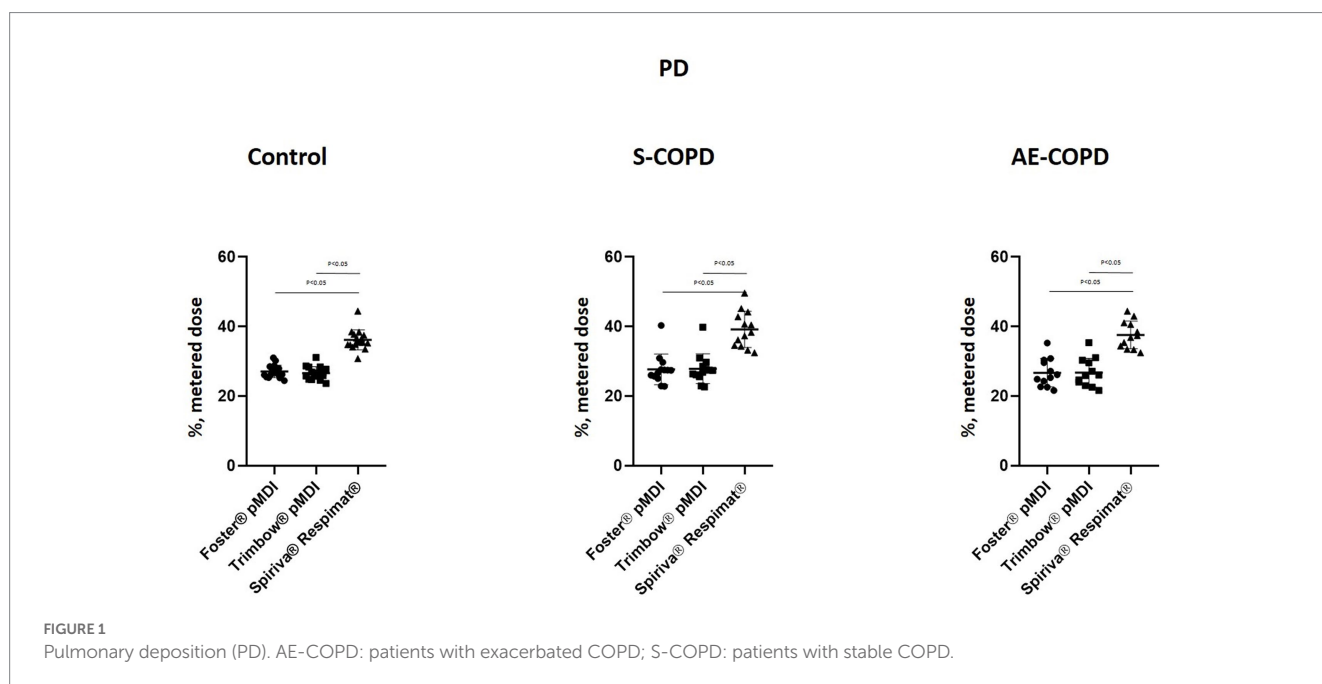 PD
Control
S-COPD
AE-COPD
%, metered dose
60
40
20
0
P<0.05
P<0.05
Foster® pMDI
Trimbow® pMDI
Spiriva® Respimat®
%, metered dose
60
40
20
0
P<0.05
P<0.05
Foster® pMDI
Trimbow® pMDI
Spiriva® Respimat®
%, metered dose
60
40
20
0
P<0.05
P<0.05
Foster® pMDI
Trimbow® pMDI
Spiriva® Respimat®
FIGURE 1
Pulmonary deposition (PD). AE-COPD: patients with exacerbated COPD; S-COPD: patients with stable COPD.